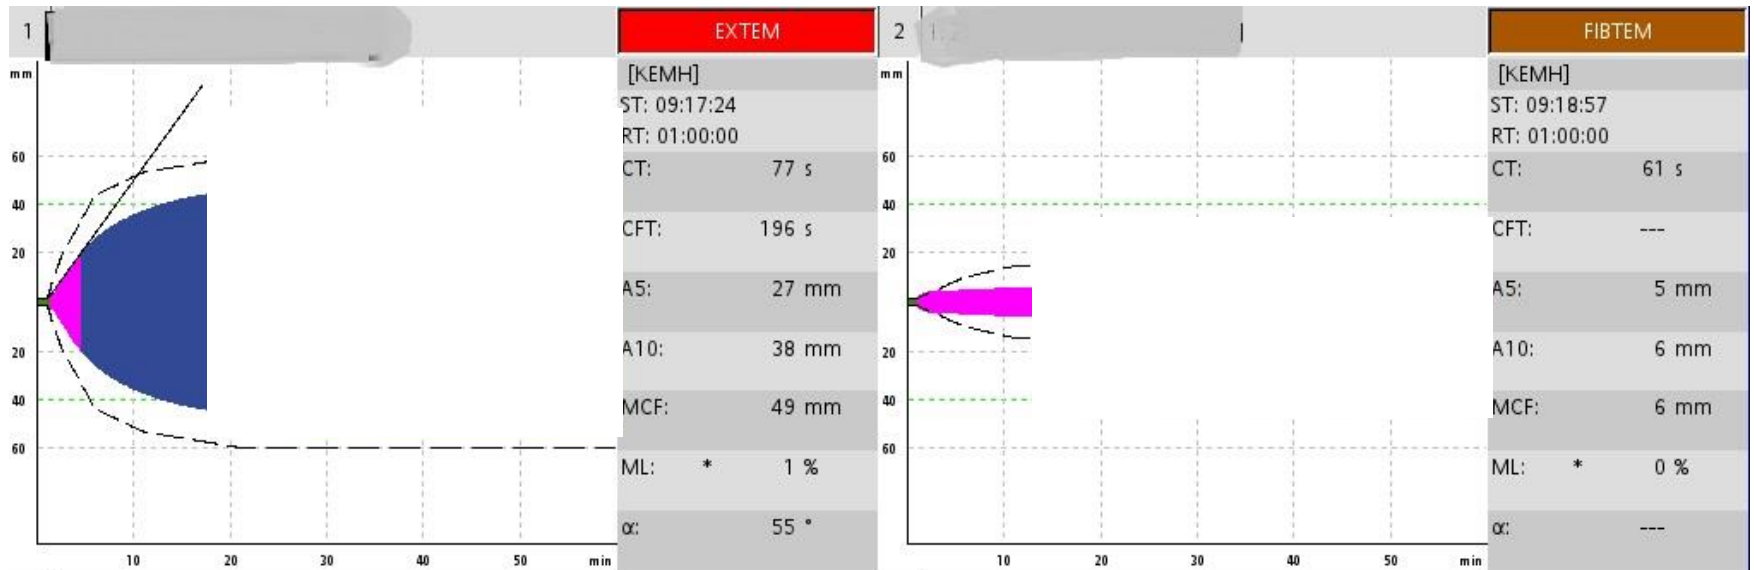 1
EXTEM
[KEMH]
ST: 09:17:24
RT: 01:00:00
CT: 77 s
CFT: 196 s
A5: 27 mm
A10: 38 mm
MCF: 49 mm
ML: * 1 %
α: 55 °
mm
60
40
20
20
40
60
10 20 30 40 50 min
2
FIBTEM
[KEMH]
ST: 09:18:57
RT: 01:00:00
CT: 61 s
CFT: ---
A5: 5 mm
A10: 6 mm
MCF: 6 mm
ML: * 0 %
α: ---
mm
60
40
20
20
40
60
10 20 30 40 50 min